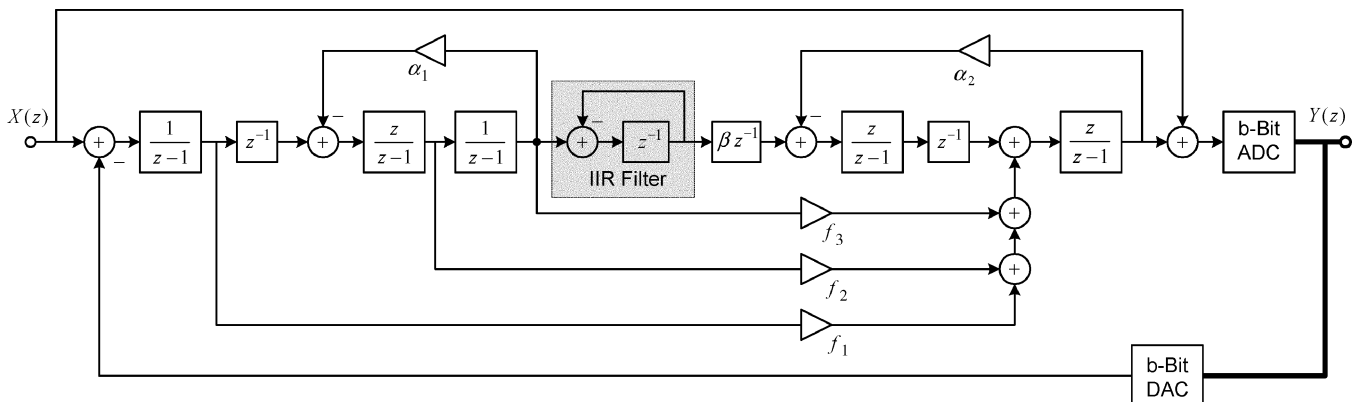 X(z)
α₁
α₂
1
z−1
z⁻¹
z
z−1
1
z−1
z⁻¹
IIR Filter
β z⁻¹
z
z−1
z⁻¹
z
z−1
b-Bit
ADC
Y(z)
f₃
f₂
f₁
b-Bit
DAC